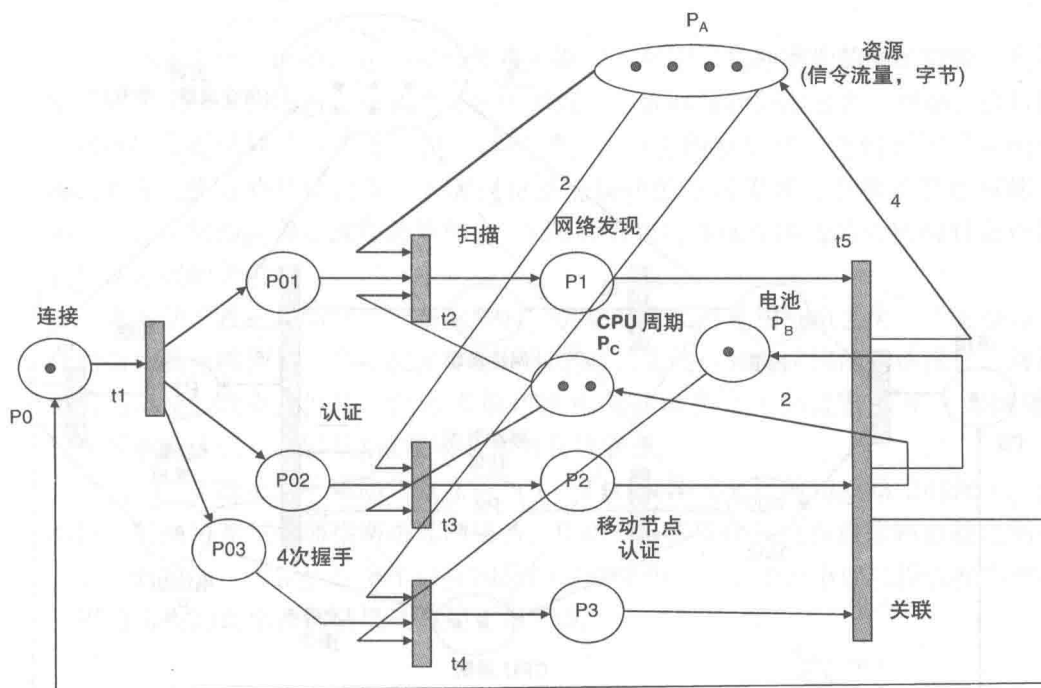 P_A
资源
(信令流量，字节)
2
4
扫描
网络发现
t5
P01
P1
电池
P_B
连接
t2
CPU 周期
P_C
t1
P0
2
认证
P02
P2
t3
P03
4次握手
移动节点
认证
P3
关联
t4